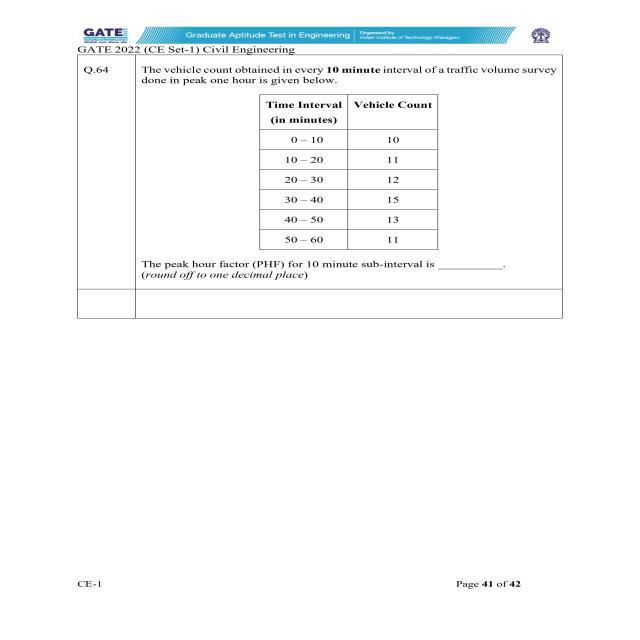 GATE
Graduate Aptitude Test in Engineering
Organised by
Indian Institute of Technology Kharagpur
GATE 2022 (CE Set-1) Civil Engineering
Q.64
The vehicle count obtained in every 10 minute interval of a traffic volume survey
done in peak one hour is given below.
Time Interval Vehicle Count
(in minutes)
0 – 10 10
10 – 20 11
20 – 30 12
30 – 40 15
40 – 50 13
50 – 60 11
The peak hour factor (PHF) for 10 minute sub-interval is ___________.
(round off to one decimal place)
CE-1
Page 41 of 42